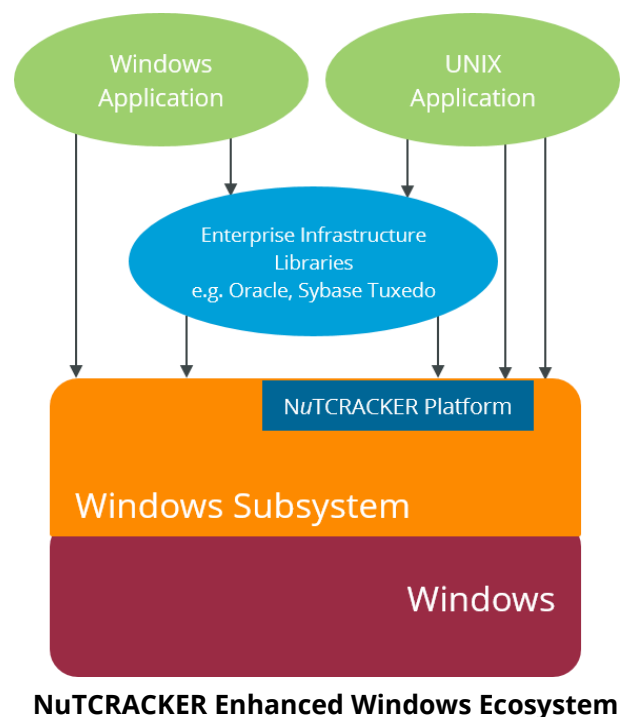 Windows
Application
UNIX
Application
Enterprise Infrastructure
Libraries
e.g. Oracle, Sybase Tuxedo
NuTCRACKER Platform
Windows Subsystem
Windows
NuTCRACKER Enhanced Windows Ecosystem